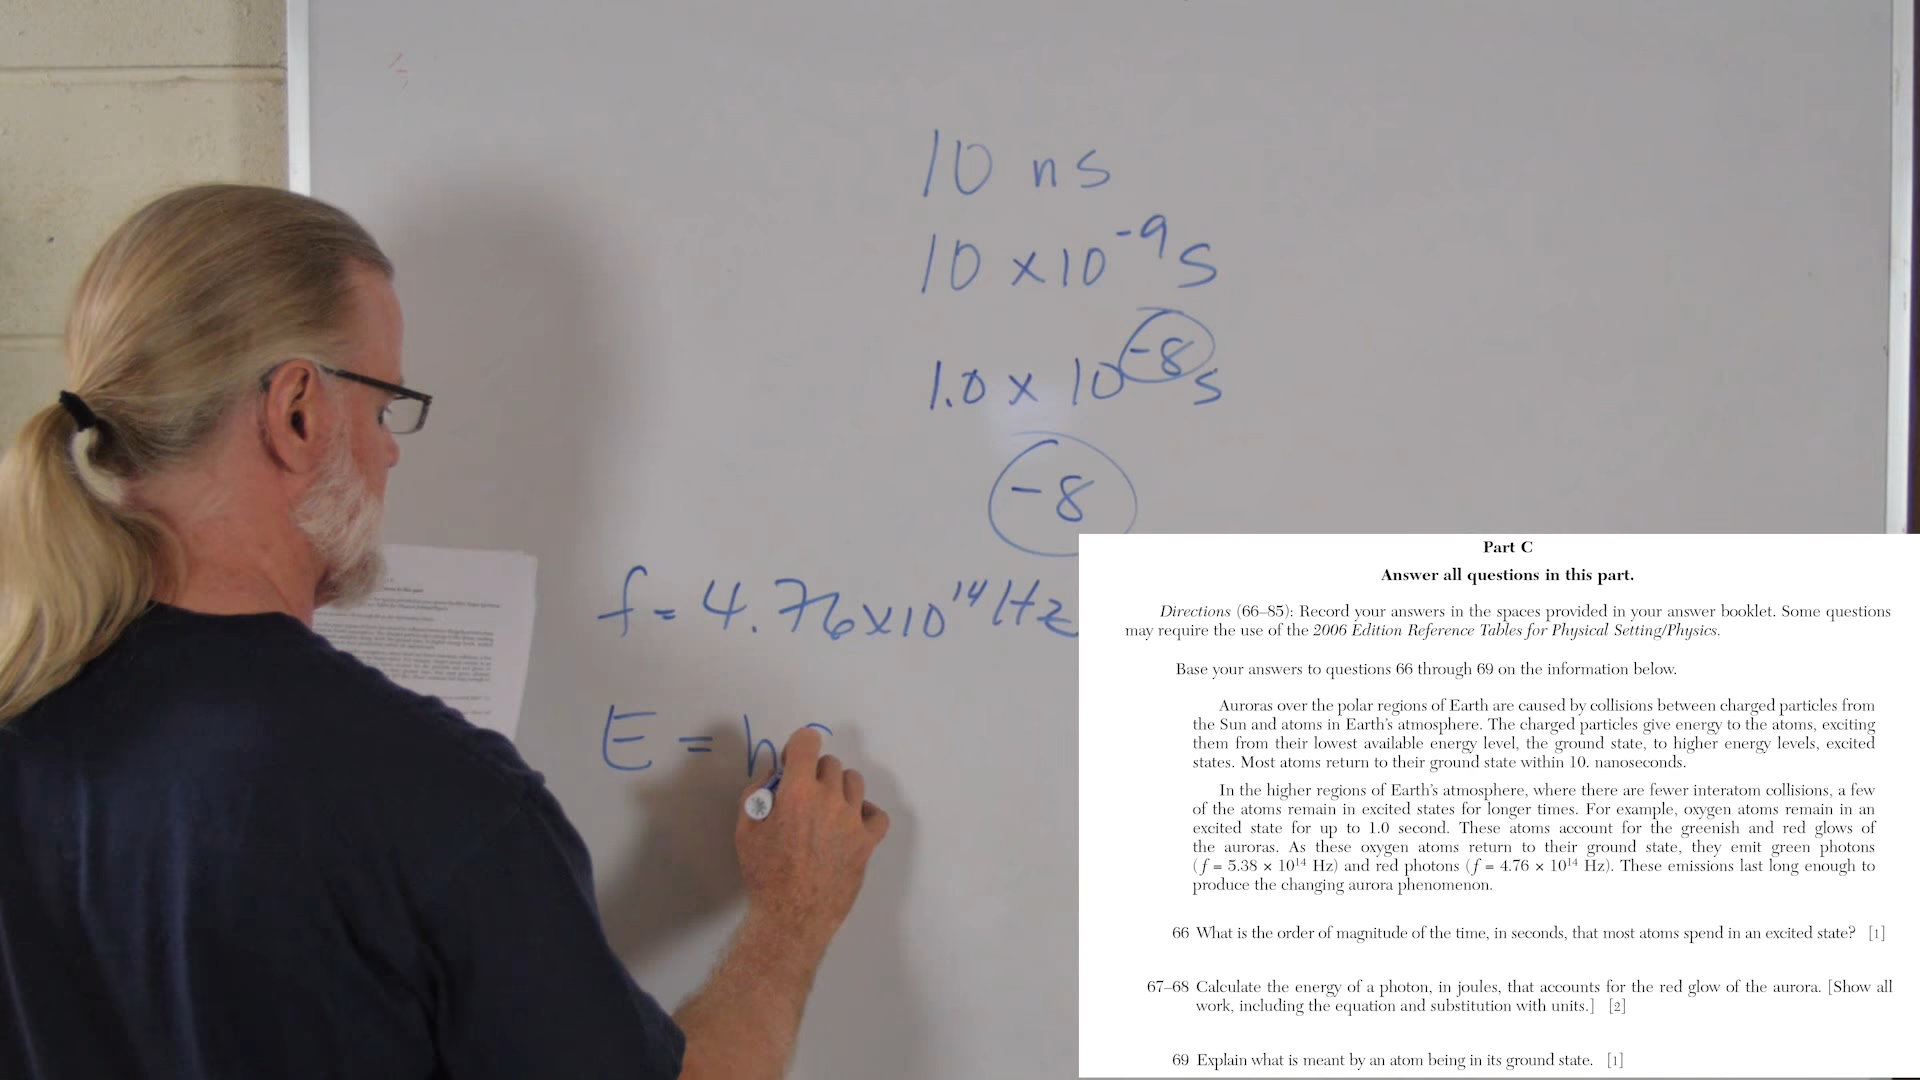 10 ns
10 x 10⁻⁹ s
1.0 x 10⁻⁸ s
-8
f = 4.76 x 10¹⁴ Hz
E = h
Part C
Answer all questions in this part.
Directions (66–85): Record your answers in the spaces provided in your answer booklet. Some questions
may require the use of the 2006 Edition Reference Tables for Physical Setting/Physics.
Base your answers to questions 66 through 69 on the information below.
Auroras over the polar regions of Earth are caused by collisions between charged particles from
the Sun and atoms in Earth's atmosphere. The charged particles give energy to the atoms, exciting
them from their lowest available energy level, the ground state, to higher energy levels, excited
states. Most atoms return to their ground state within 10. nanoseconds.
In the higher regions of Earth's atmosphere, where there are fewer interatom collisions, a few
of the atoms remain in excited states for longer times. For example, oxygen atoms remain in an
excited state for up to 1.0 second. These atoms account for the greenish and red glows of
the auroras. As these oxygen atoms return to their ground state, they emit green photons
(f = 5.38 × 10¹⁴ Hz) and red photons (f = 4.76 × 10¹⁴ Hz). These emissions last long enough to
produce the changing aurora phenomenon.
66 What is the order of magnitude of the time, in seconds, that most atoms spend in an excited state? [1]
67–68 Calculate the energy of a photon, in joules, that accounts for the red glow of the aurora. [Show all
work, including the equation and substitution with units.] [2]
69 Explain what is meant by an atom being in its ground state. [1]